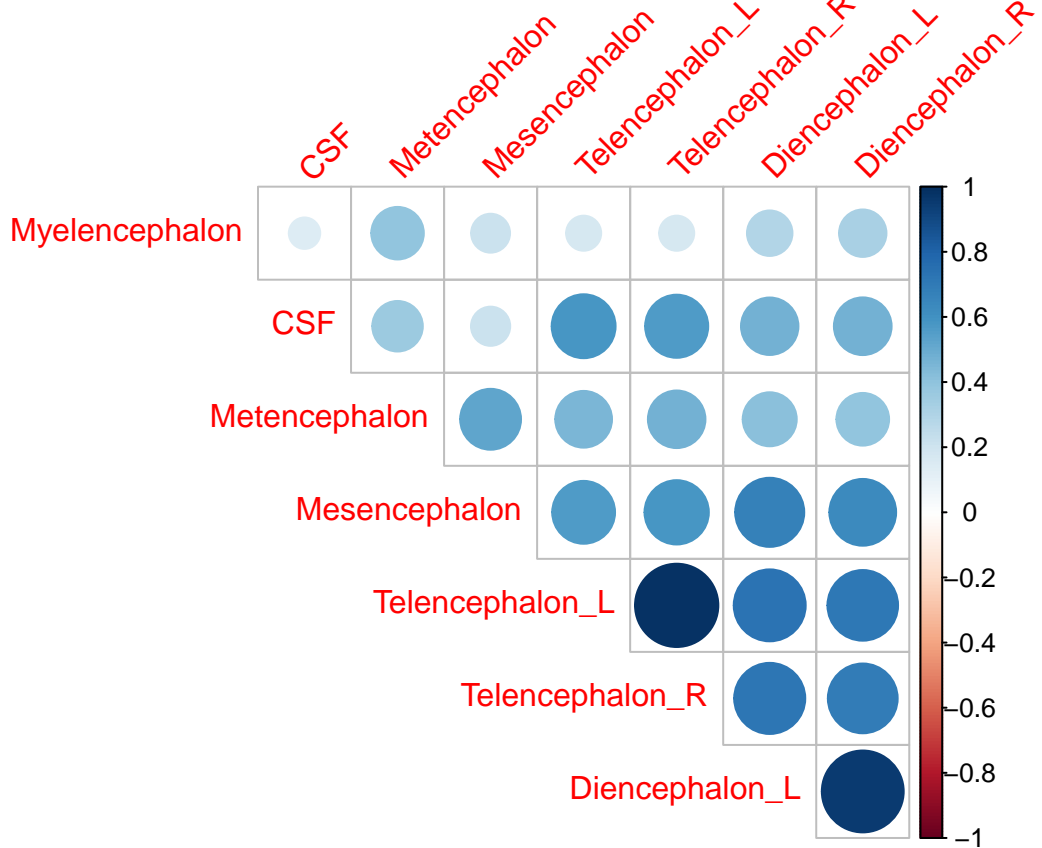 CSF
Metencephalon
Mesencephalon
Telencephalon_L
Telencephalon_R
Diencephalon_L
Diencephalon_R
Myelencephalon
CSF
Metencephalon
Mesencephalon
Telencephalon_L
Telencephalon_R
Diencephalon_L
1
0.8
0.6
0.4
0.2
0
−0.2
−0.4
−0.6
−0.8
−1